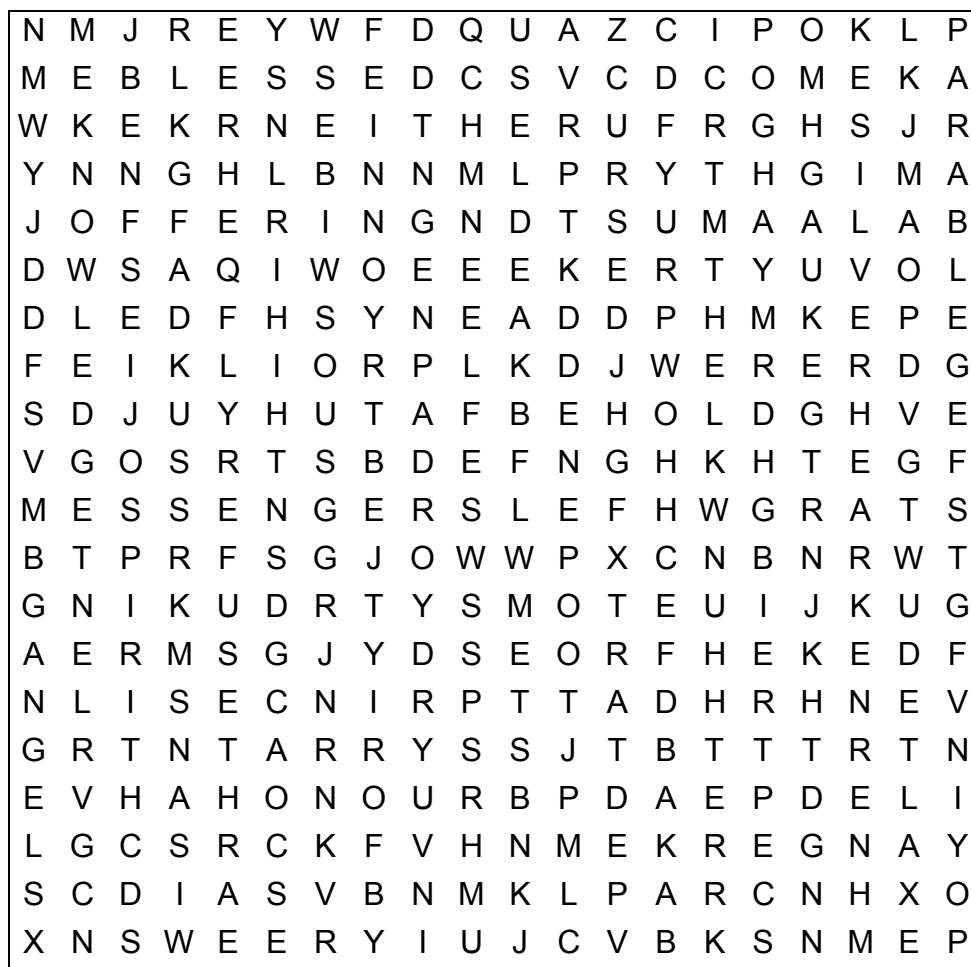 N M J R E Y W F D Q U A Z C I P O K L P
M E B L E S S E D C S V C D C O M E K A
W K E K R N E I T H E R U F R G H S J R
Y N N G H L B N N M L P R Y T H G I M A
J O F F E R I N G N D T S U M A A L A B
D W S A Q I W O E E E K E R T Y U V O L
D L E D F H S Y N E A D D P H M K E P E
F E I K L I O R P L K D J W E R E R D G
S D J U Y H U T A F B E H O L D G H V E
V G O S R T S B D E F N G H K H T E G F
M E S S E N G E R S L E F H W G R A T S
B T P R F S G J O W W P X C N B N R W T
G N I K U D R T Y S M O T E U I J K U G
A E R M S G J Y D S E O R F H E K E D F
N L I S E C N I R P T T A D H R H N E V
G R T N T A R R Y S S J T B T T T R T N
E V H A H O N O U R B P D A E P D E L I
L G C S R C K F V H N M E K R E G N A Y
S C D I A S V B N M K L P A R C N H X O
X N S W E E R Y I U J C V B K S N M E P